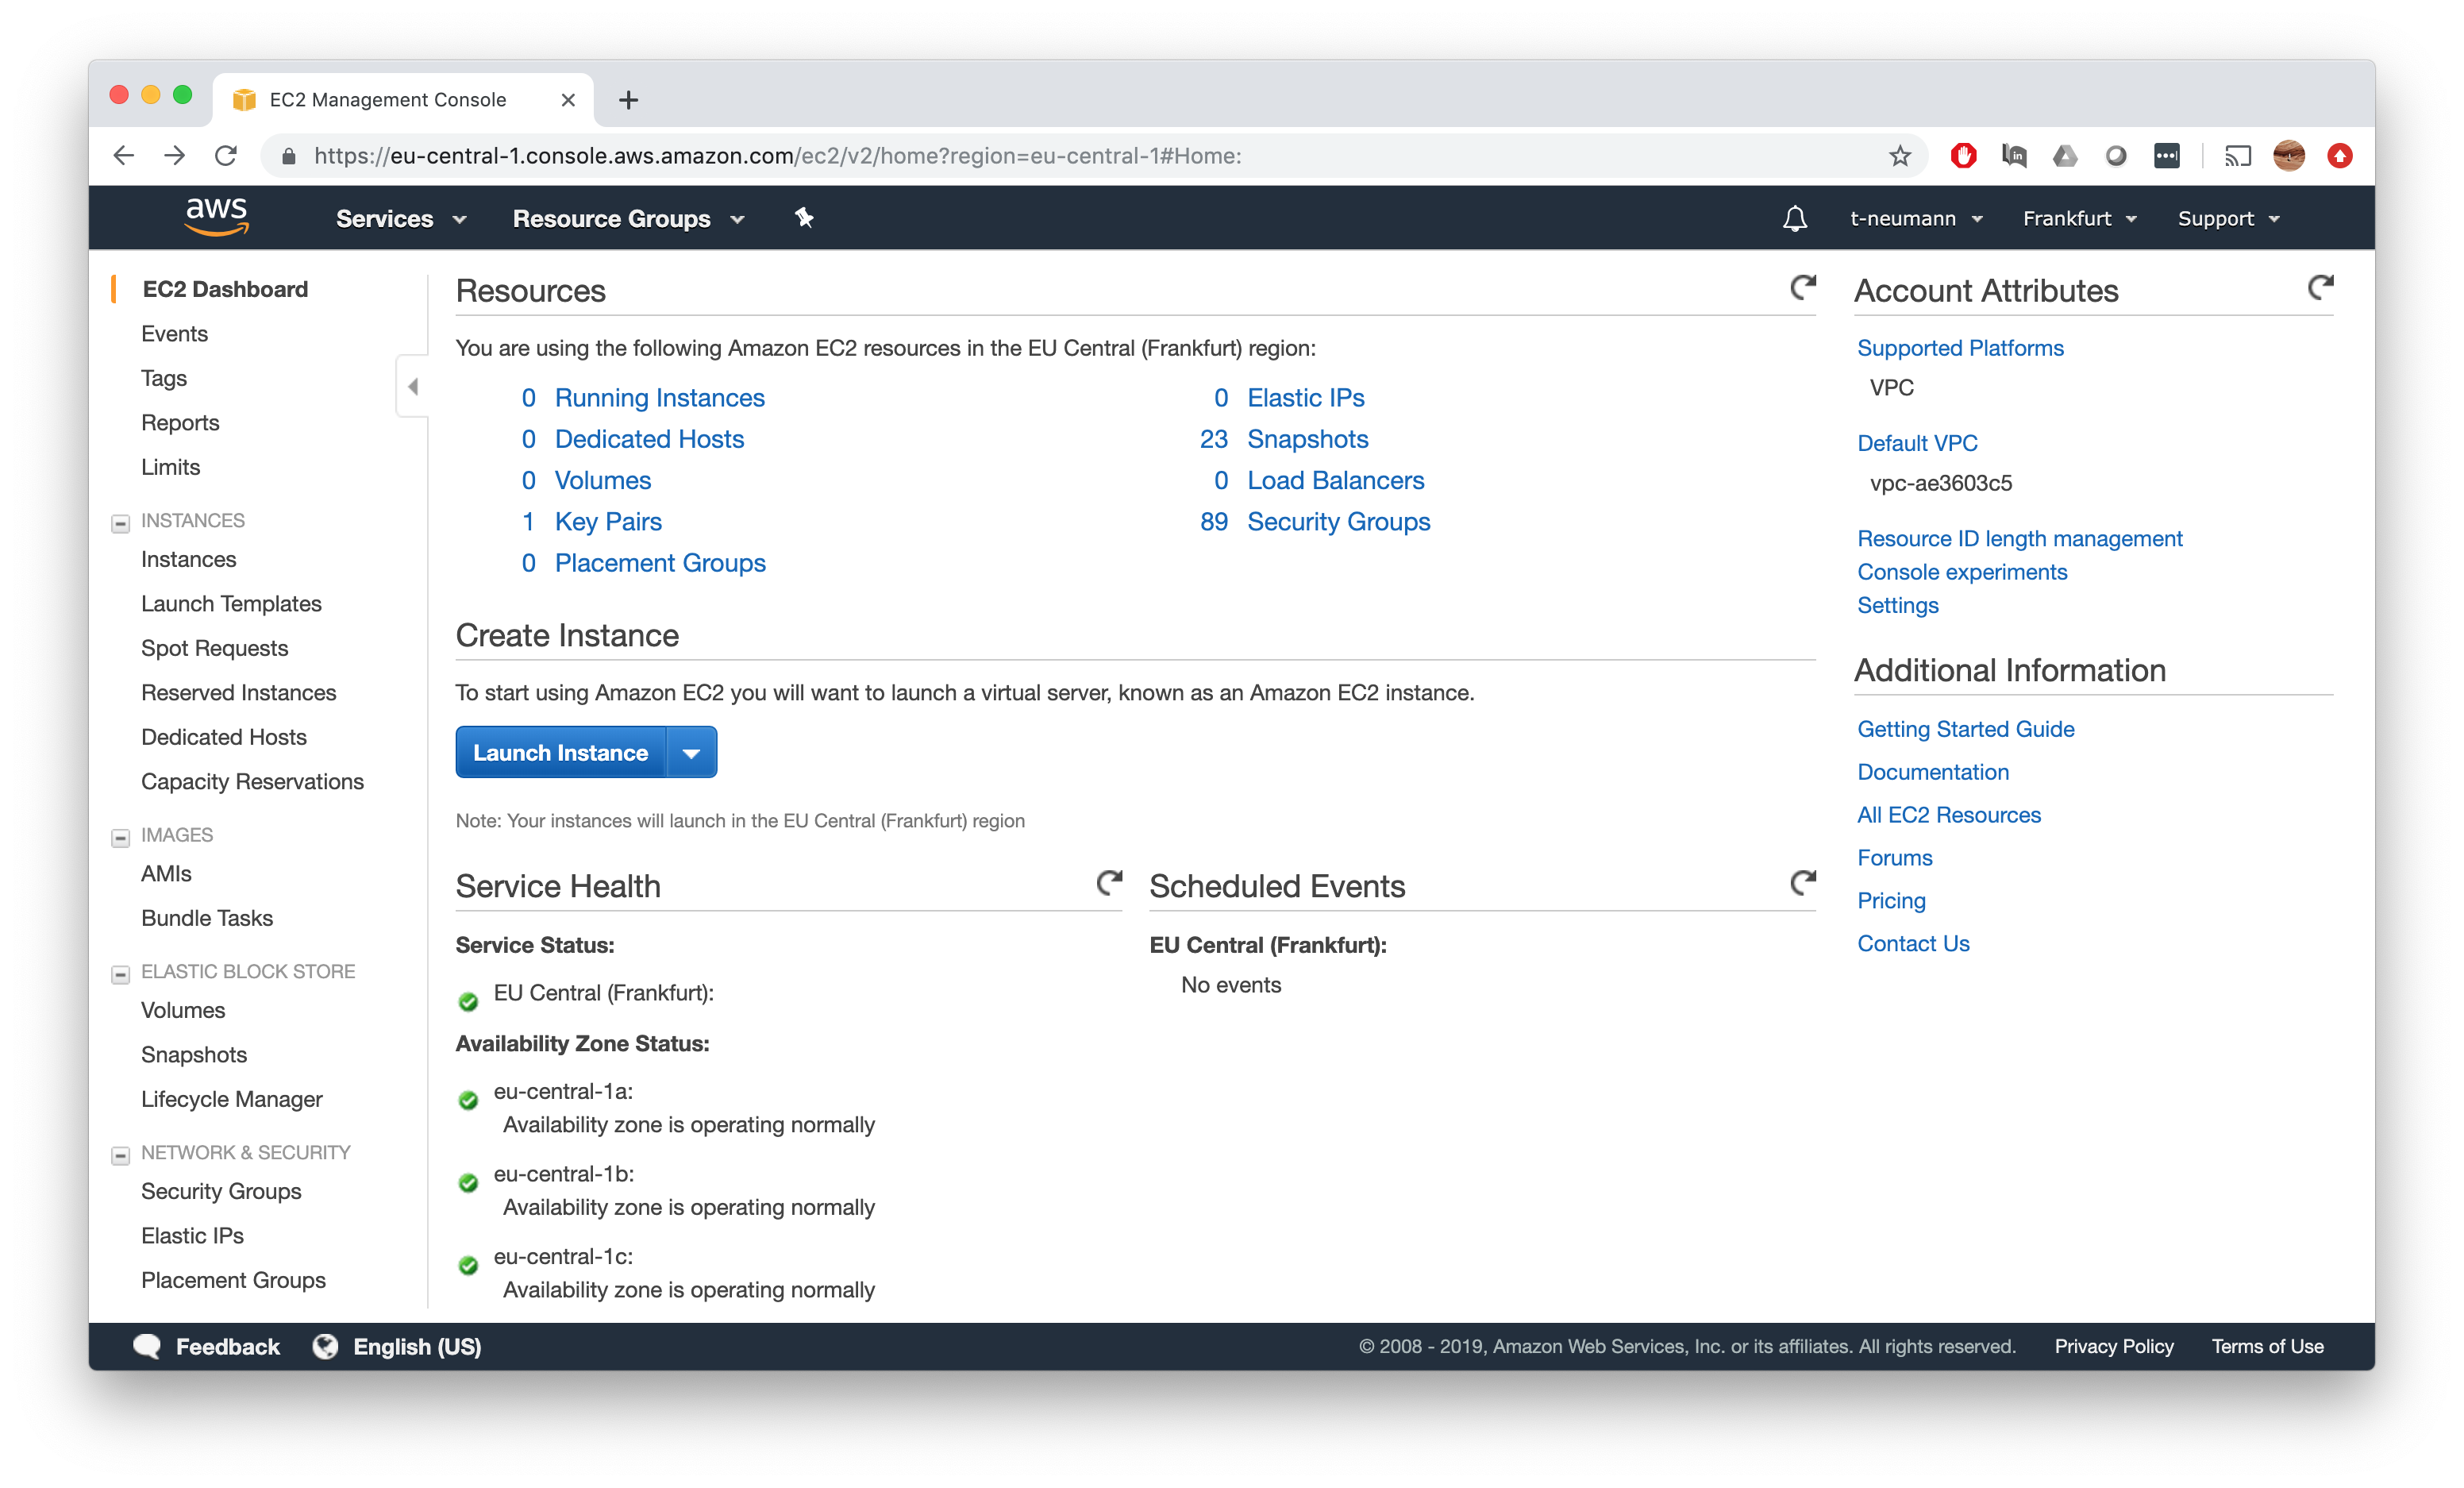 EC2 Management Console
https://eu-central-1.console.aws.amazon.com/ec2/v2/home?region=eu-central-1#Home:
in
aws Services Resource Groups t-neumann Frankfurt Support
EC2 Dashboard
Events
Tags
Reports
Limits
INSTANCES
Instances
Launch Templates
Spot Requests
Reserved Instances
Dedicated Hosts
Capacity Reservations
IMAGES
AMIs
Bundle Tasks
ELASTIC BLOCK STORE
Volumes
Snapshots
Lifecycle Manager
NETWORK & SECURITY
Security Groups
Elastic IPs
Placement Groups
Resources
You are using the following Amazon EC2 resources in the EU Central (Frankfurt) region:
0 Running Instances
0 Dedicated Hosts
0 Volumes
1 Key Pairs
0 Placement Groups
0 Elastic IPs
23 Snapshots
0 Load Balancers
89 Security Groups
Create Instance
To start using Amazon EC2 you will want to launch a virtual server, known as an Amazon EC2 instance.
Launch Instance
Note: Your instances will launch in the EU Central (Frankfurt) region
Service Health
Service Status:
EU Central (Frankfurt):
Availability Zone Status:
eu-central-1a:
Availability zone is operating normally
eu-central-1b:
Availability zone is operating normally
eu-central-1c:
Availability zone is operating normally
Scheduled Events
EU Central (Frankfurt):
No events
Account Attributes
Supported Platforms
VPC
Default VPC
vpc-ae3603c5
Resource ID length management
Console experiments
Settings
Additional Information
Getting Started Guide
Documentation
All EC2 Resources
Forums
Pricing
Contact Us
Feedback English (US) © 2008 - 2019, Amazon Web Services, Inc. or its affiliates. All rights reserved. Privacy Policy Terms of Use